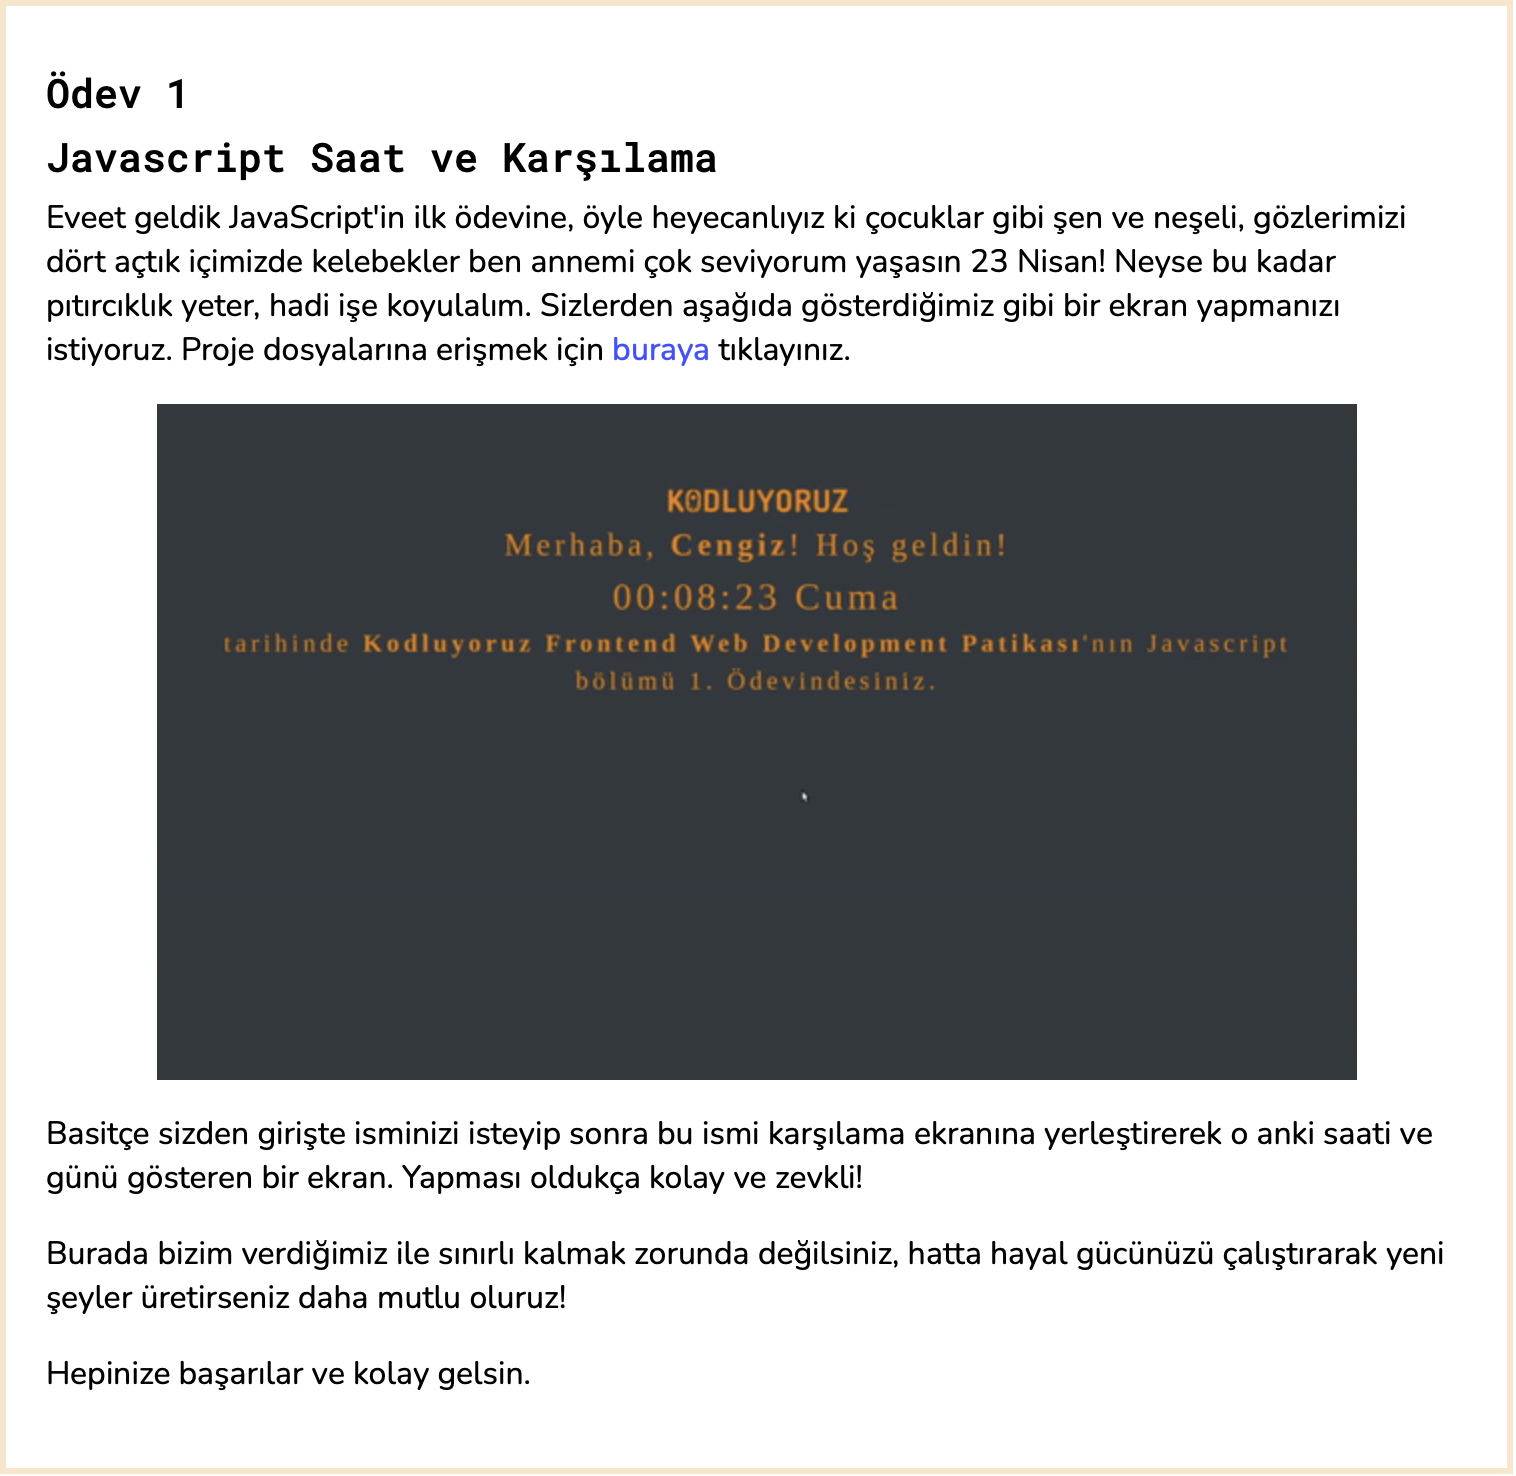 Ödev 1
Javascript Saat ve Karşılama
Eveet geldik JavaScript'in ilk ödevine, öyle heyecanlıyız ki çocuklar gibi şen ve neşeli, gözlerimizi
dört açtık içimizde kelebekler ben annemi çok seviyorum yaşasın 23 Nisan! Neyse bu kadar
pıtırcıklık yeter, hadi işe koyulalım. Sizlerden aşağıda gösterdiğimiz gibi bir ekran yapmanızı
istiyoruz. Proje dosyalarına erişmek için buraya tıklayınız.
KODLUYORUZ
Merhaba, Cengiz! Hoş geldin!
00:08:23 Cuma
tarihinde Kodluyoruz Frontend Web Development Patikası'nın Javascript
bölümü 1. Ödevindesiniz.
Basitçe sizden girişte isminizi isteyip sonra bu ismi karşılama ekranına yerleştirerek o anki saati ve
günü gösteren bir ekran. Yapması oldukça kolay ve zevkli!
Burada bizim verdiğimiz ile sınırlı kalmak zorunda değilsiniz, hatta hayal gücünüzü çalıştırarak yeni
şeyler üretirseniz daha mutlu oluruz!
Hepinize başarılar ve kolay gelsin.